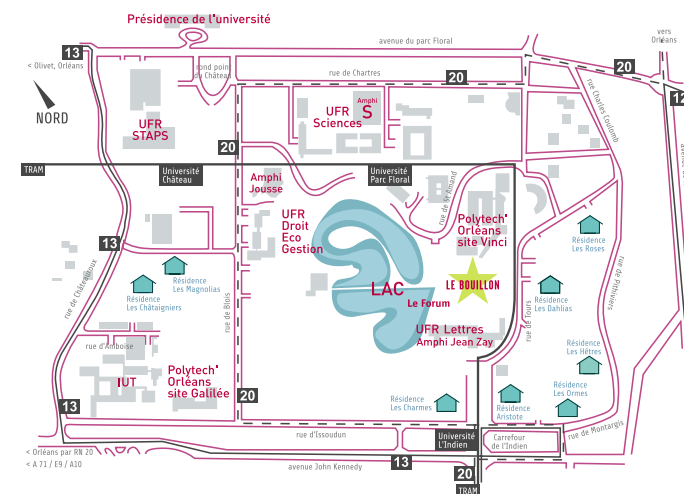 Présidence de l'université
13
avenue du parc Floral
vers
Orléans
< Olivet, Orléans
rond point
du Château
rue de Chartres
20
20
12
NORD
UFR
STAPS
UFR
Sciences
Amphi
S
rue Charles Coulomb
20
TRAM
Université
Château
Université
Parc Floral
Amphi
Jousse
rue de St Amand
UFR
Droit
Eco
Gestion
Polytech'
Orléans
site Vinci
Résidence
Les Roses
13
rue de Châteauroux
Résidence
Les Magnolias
Résidence
Les Châtaigniers
LAC
Le Forum
LE BOUILLON
Résidence
Les Dahlias
rue de Pithiviers
rue de Blois
rue de Tours
UFR Lettres
Amphi Jean Zay
rue d'Amboise
IUT
Polytech'
Orléans
site Galilée
Résidence
Les Hêtres
Résidence
Les Ormes
20
Résidence
Les Charmes
Résidence
Aristote
13
rue d'Issoudun
Université
L'Indien
Carrefour
de l'Indien
rue de Montargis
< Orléans par RN 20
< A 71 / E9 / A10
avenue John Kennedy
13
20
TRAM